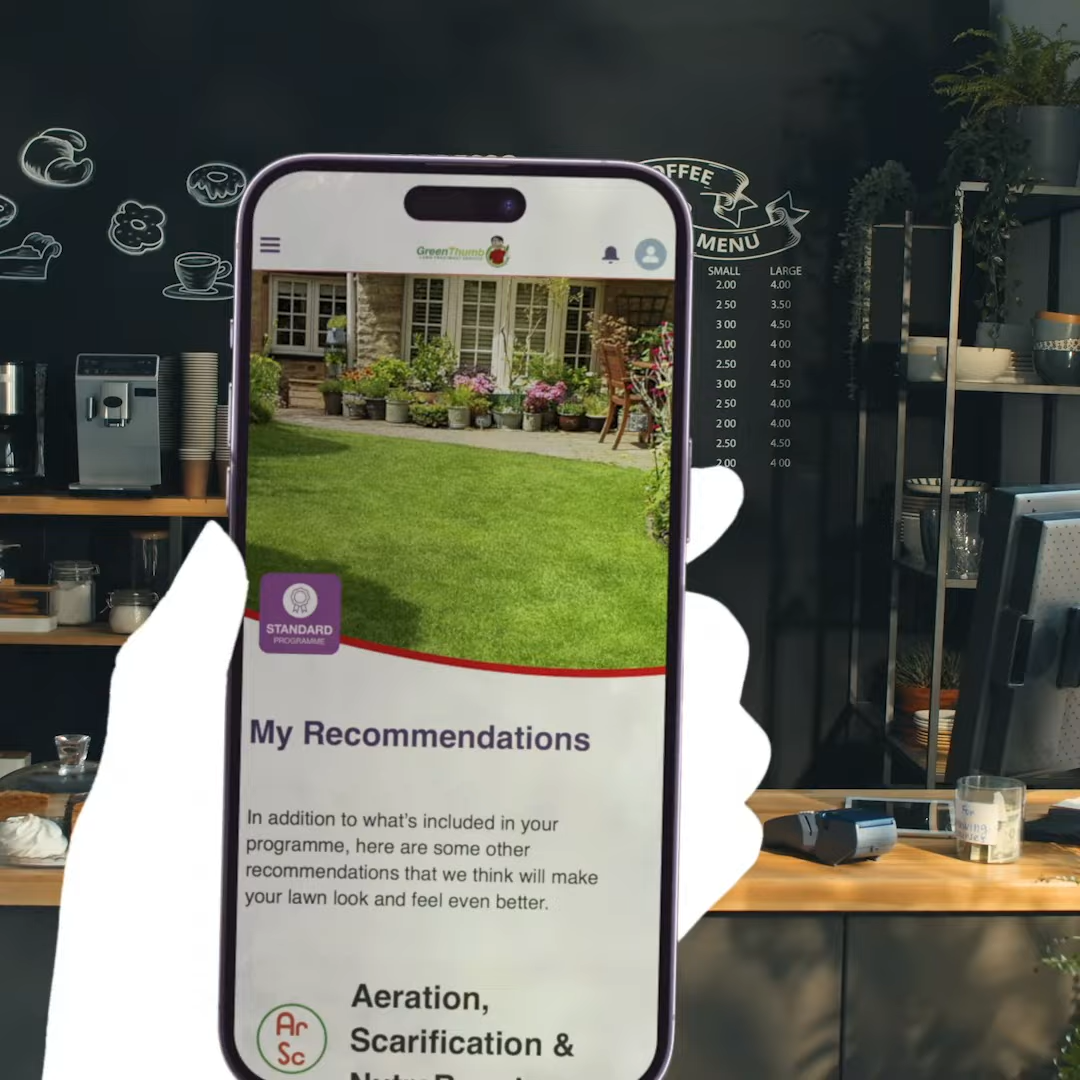 GreenThumb
LAWN TREATMENT SERVICE
STANDARD
PROGRAMME
My Recommendations
In addition to what's included in your
programme, here are some other
recommendations that we think will make
your lawn look and feel even better.
Ar
Sc
Aeration,
Scarification &
MENU
SMALL LARGE
2.00 4.00
2 50 3.50
3 00 4.50
2.00 4 00
2.50 4 00
3 00 4.50
2 50 4.00
2 00 4.00
2.50 4.50
2 00 4 00
For